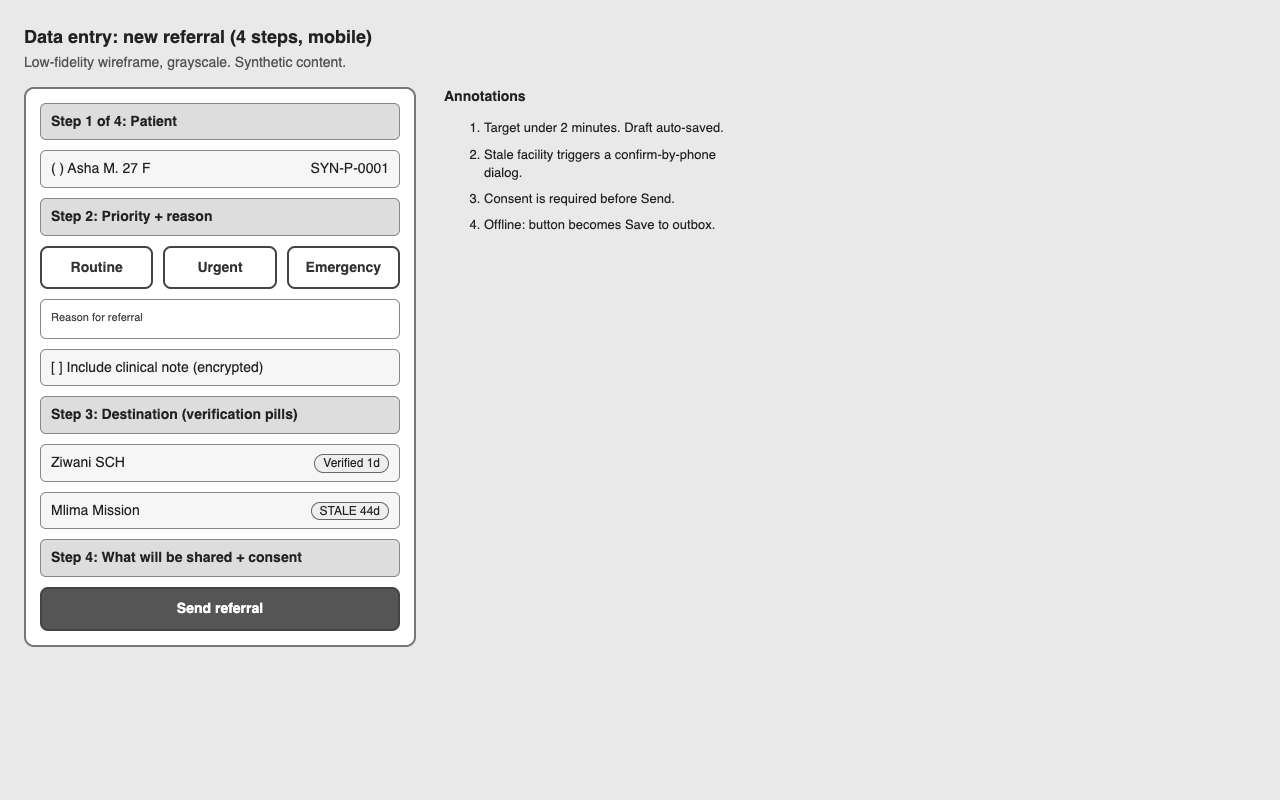 Data entry: new referral (4 steps, mobile)
Low-fidelity wireframe, grayscale. Synthetic content.
Step 1 of 4: Patient
( ) Asha M. 27 F SYN-P-0001
Step 2: Priority + reason
Routine Urgent Emergency
Reason for referral
[ ] Include clinical note (encrypted)
Step 3: Destination (verification pills)
Ziwani SCH Verified 1d
Mlima Mission STALE 44d
Step 4: What will be shared + consent
Send referral
Annotations
1. Target under 2 minutes. Draft auto-saved.
2. Stale facility triggers a confirm-by-phone
dialog.
3. Consent is required before Send.
4. Offline: button becomes Save to outbox.